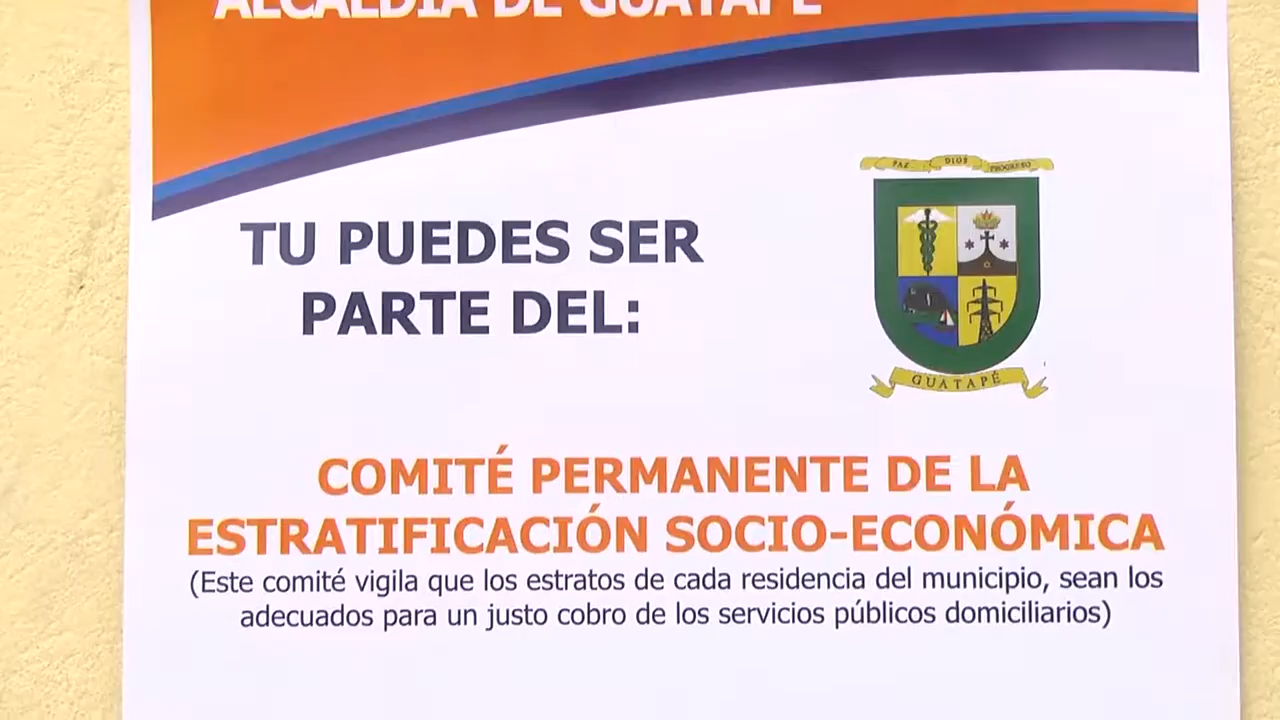 ALCALDÍA DE GUATAPÉ
PAZ DIOS PROGRESO
TU PUEDES SER
PARTE DEL:
GUATAPÉ
COMITÉ PERMANENTE DE LA
ESTRATIFICACIÓN SOCIO-ECONÓMICA
(Este comité vigila que los estratos de cada residencia del municipio, sean los
adecuados para un justo cobro de los servicios públicos domiciliarios)